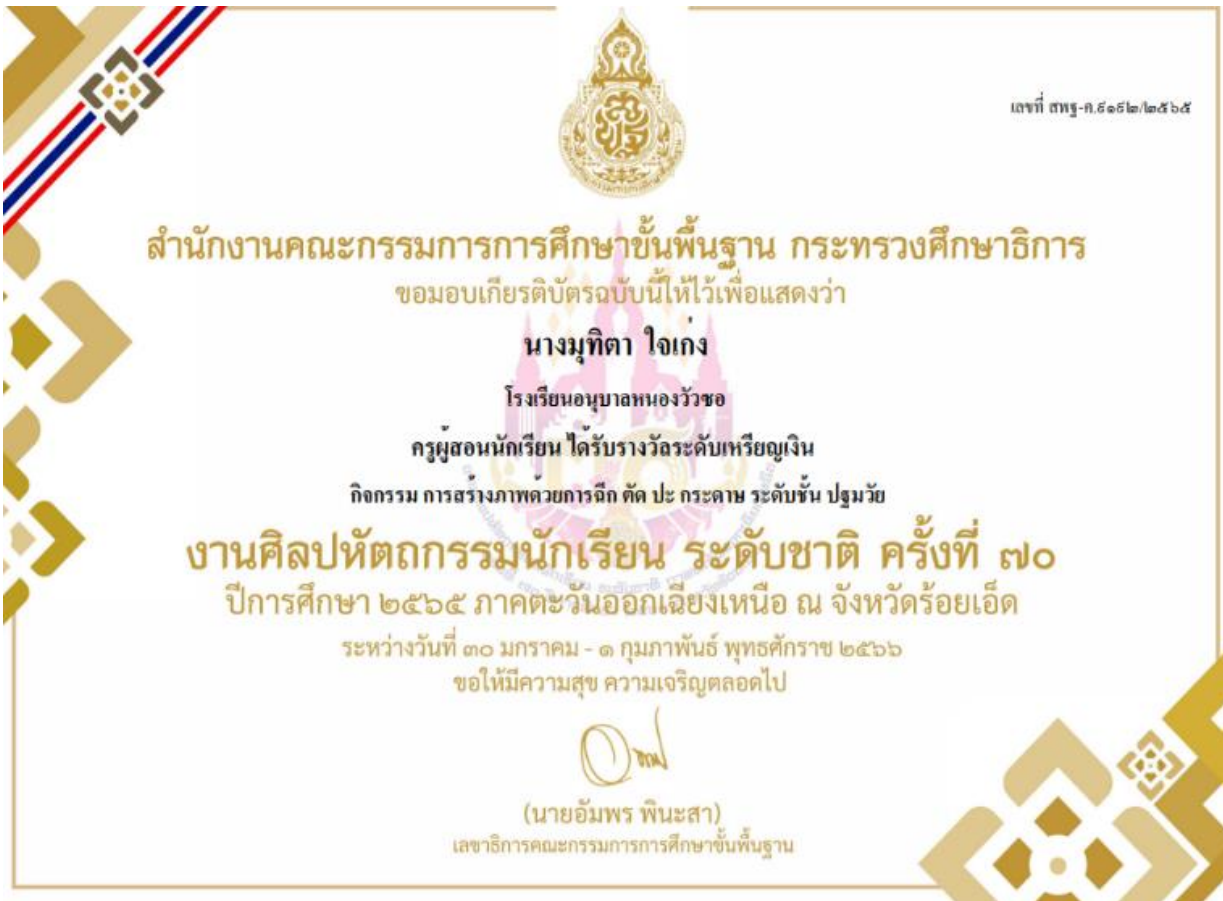 เลขที่ สพฐ-ค.๕๑๙๒/๒๕๖๕
สำนักงานคณะกรรมการการศึกษาขั้นพื้นฐาน กระทรวงศึกษาธิการ
ขอมอบเกียรติบัตรฉบับนี้ให้ไว้เพื่อแสดงว่า
นางมุทิตา ใจเก่ง
โรงเรียนอนุบาลหนองวัวซอ
ครูผู้สอนนักเรียน ได้รับรางวัลระดับเหรียญเงิน
กิจกรรม การสร้างภาพด้วยการฉีก ตัด ปะ กระดาษ ระดับชั้น ปฐมวัย
งานศิลปหัตถกรรมนักเรียน ระดับชาติ ครั้งที่ ๗๐
ปีการศึกษา ๒๕๖๕ ภาคตะวันออกเฉียงเหนือ ณ จังหวัดร้อยเอ็ด
ระหว่างวันที่ ๓๐ มกราคม - ๑ กุมภาพันธ์ พุทธศักราช ๒๕๖๖
ขอให้มีความสุข ความเจริญตลอดไป
(นายอัมพร พินะสา)
เลขาธิการคณะกรรมการการศึกษาขั้นพื้นฐาน